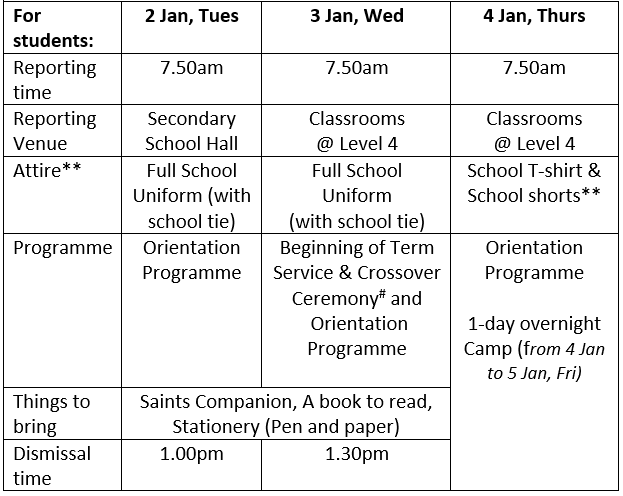 For students: 2 Jan, Tues 3 Jan, Wed 4 Jan, Thurs
Reporting time 7.50am 7.50am 7.50am
Reporting Venue Secondary School Hall Classrooms @ Level 4 Classrooms @ Level 4
Attire** Full School Uniform (with school tie) Full School Uniform (with school tie) School T-shirt & School shorts**
Programme Orientation Programme Beginning of Term Service & Crossover Ceremony# and Orientation Programme Orientation Programme 1-day overnight Camp (from 4 Jan to 5 Jan, Fri)
Things to bring Saints Companion, A book to read, Stationery (Pen and paper)
Dismissal time 1.00pm 1.30pm